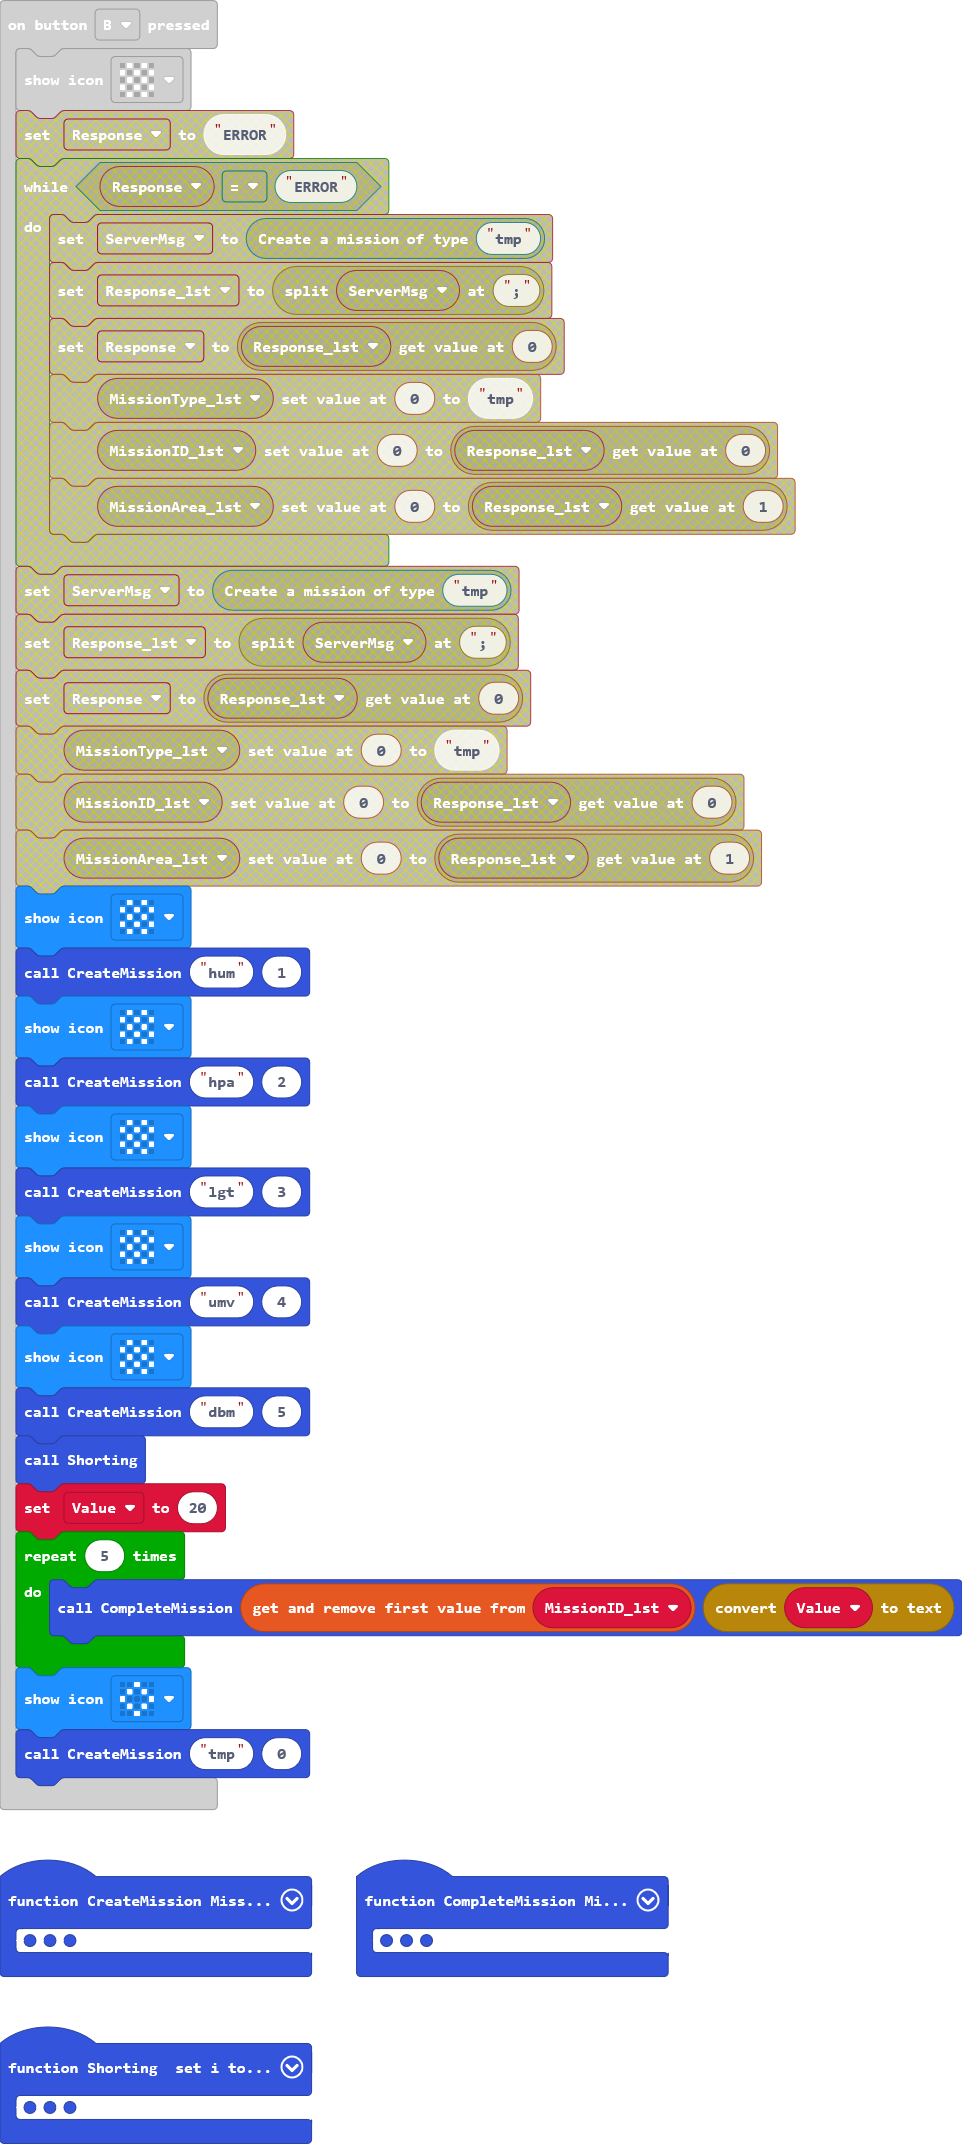 on button B pressed
show icon
set Response to "ERROR"
while Response = "ERROR"
do
set ServerMsg to Create a mission of type "tmp"
set Response_lst to split ServerMsg at ";"
set Response to Response_lst get value at 0
MissionType_lst set value at 0 to "tmp"
MissionID_lst set value at 0 to Response_lst get value at 0
MissionArea_lst set value at 0 to Response_lst get value at 1
set ServerMsg to Create a mission of type "tmp"
set Response_lst to split ServerMsg at ";"
set Response to Response_lst get value at 0
MissionType_lst set value at 0 to "tmp"
MissionID_lst set value at 0 to Response_lst get value at 0
MissionArea_lst set value at 0 to Response_lst get value at 1
show icon
call CreateMission "hum" 1
show icon
call CreateMission "hpa" 2
show icon
call CreateMission "lgt" 3
show icon
call CreateMission "umv" 4
show icon
call CreateMission "dbm" 5
call Shorting
set Value to 20
repeat 5 times
do
call CompleteMission get and remove first value from MissionID_lst convert Value to text
show icon
call CreateMission "tmp" 0
function CreateMission Miss...
function CompleteMission Mi...
function Shorting set i to...